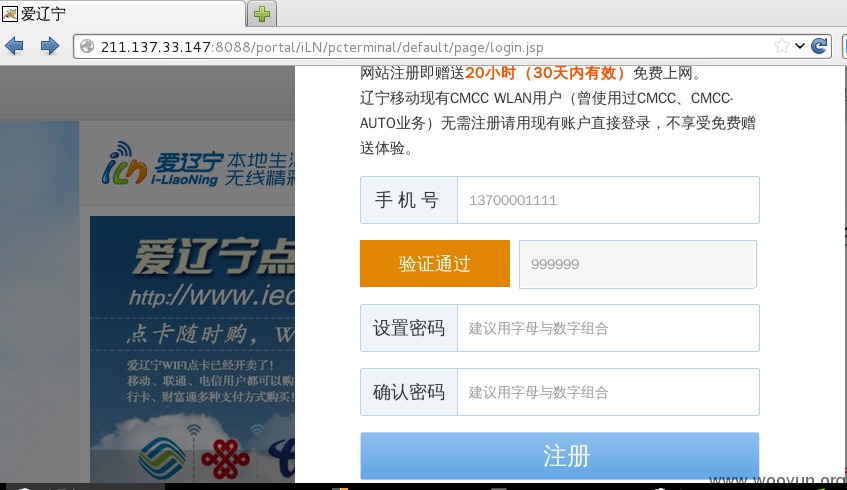 爱辽宁
211.137.33.147:8088/portal/iLN/pcterminal/default/page/login.jsp
网站注册即赠送20小时（30天内有效）免费上网。
辽宁移动现有CMCC WLAN用户（曾使用过CMCC、CMCC-
AUTO业务）无需注册请用现有账户直接登录，不享受免费赠
送体验。
iLn 爱辽宁 i-LiaoNing
本地生
无线精
手 机 号 13700001111
验证通过 999999
设置密码 建议用字母与数字组合
确认密码 建议用字母与数字组合
注册
爱辽宁点
http://www.iec
点卡随时购，W
爱辽宁WIFI点卡已经开卖了！
移动、联通、电信用户都可以购
行卡、财富通多种支付方式购买！
www.wooyun.org